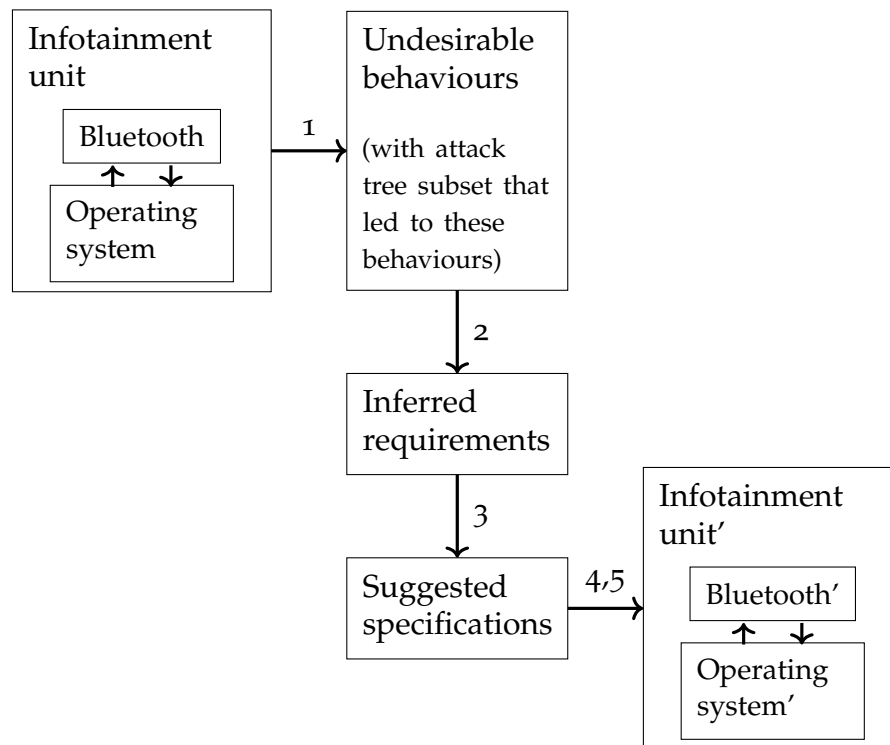 Infotainment
unit
Bluetooth
Operating
system
1
Undesirable
behaviours
(with attack
tree subset that
led to these
behaviours)
2
Inferred
requirements
3
Suggested
specifications
4,5
Infotainment
unit’
Bluetooth’
Operating
system’